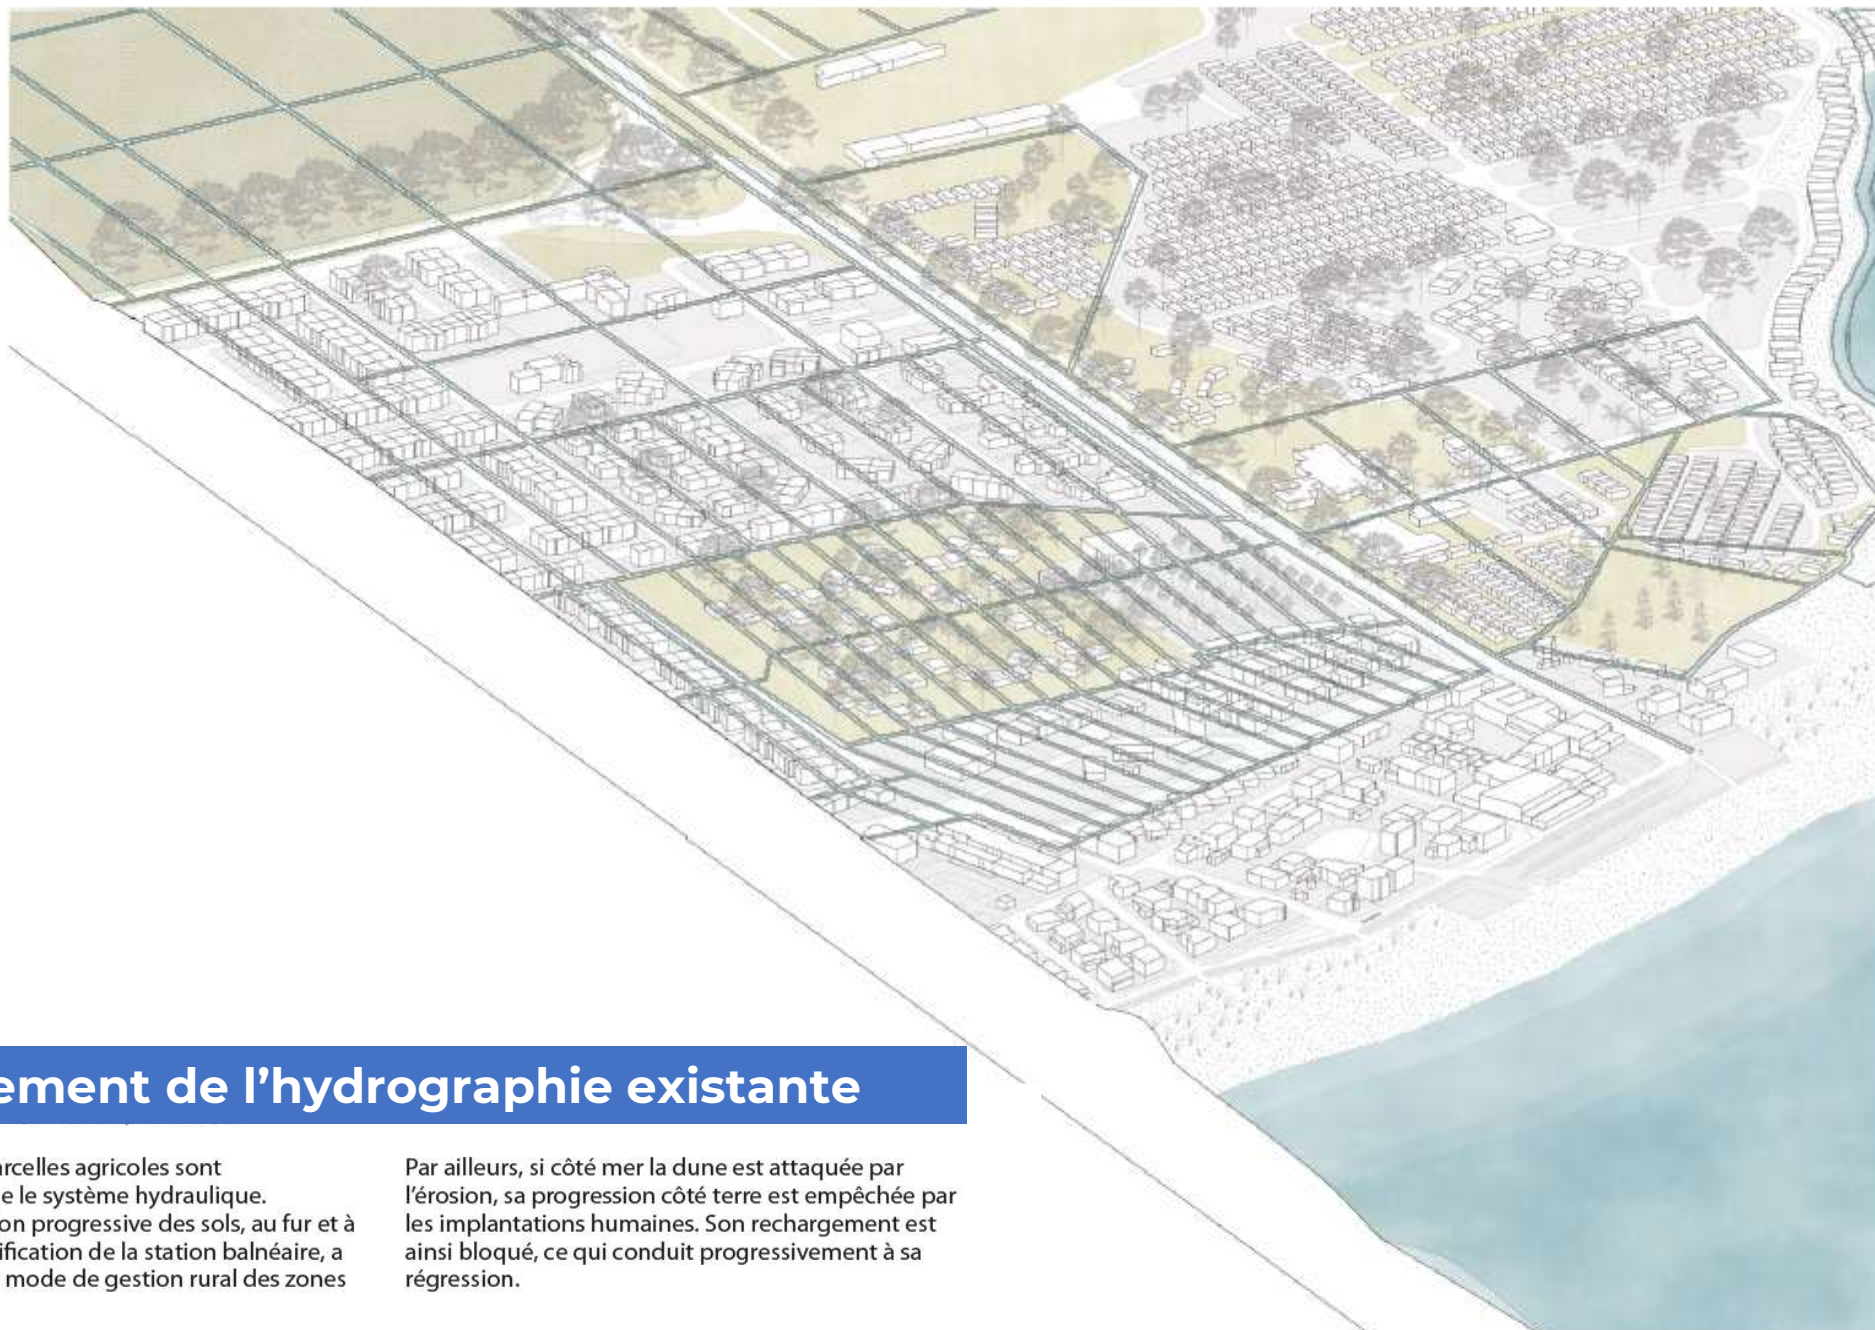 ement de l’hydrographie existante
arcelles agricoles sont
e le système hydraulique.
on progressive des sols, au fur et à
ification de la station balnéaire, a
mode de gestion rural des zones
Par ailleurs, si côté mer la dune est attaquée par
l’érosion, sa progression côté terre est empêchée par
les implantations humaines. Son rechargement est
ainsi bloqué, ce qui conduit progressivement à sa
régression.